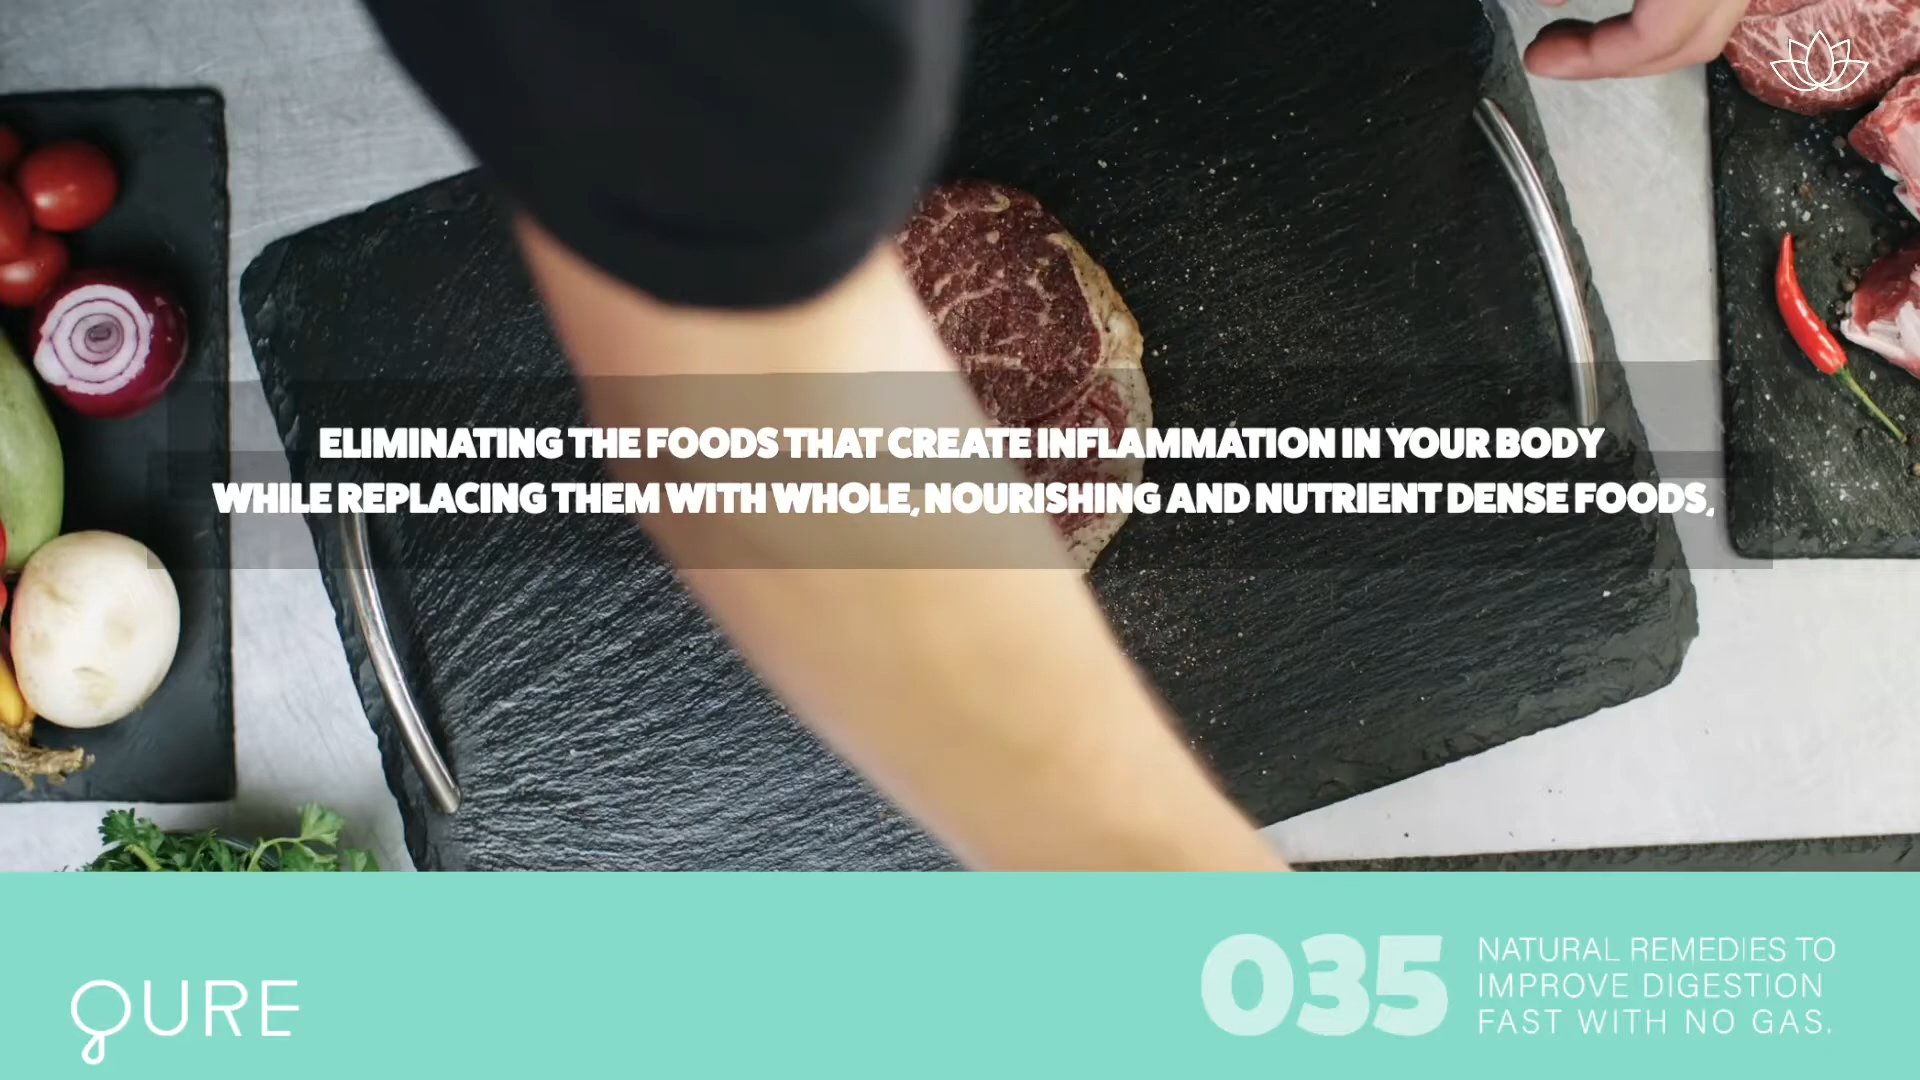 ELIMINATING THE FOODS THAT CREATE INFLAMMATION IN YOUR BODY
WHILE REPLACING THEM WITH WHOLE, NOURISHING AND NUTRIENT DENSE FOODS,
QURE
035
NATURAL REMEDIES TO
IMPROVE DIGESTION
FAST WITH NO GAS.